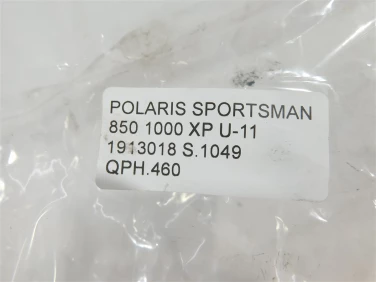 POLARIS SPORTSMAN
850 1000 XP U-11
1913018 S.1049
QPH.460